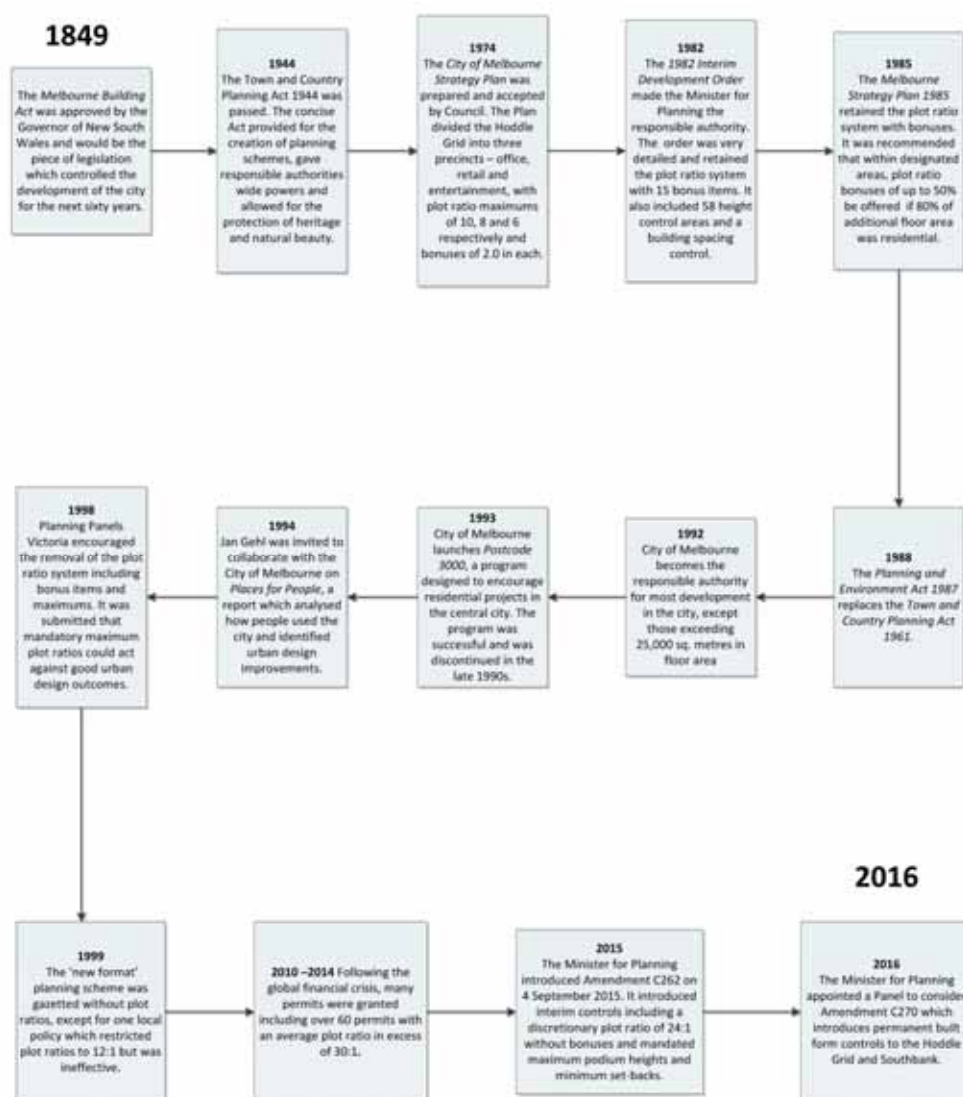 1849
The Melbourne Building
Act was approved by the
Governor of New South
Wales and would be the
piece of legislation
which controlled the
development of the city
for the next sixty years.
1944
The Town and Country
Planning Act 1944 was
passed. The concise
Act provided for the
creation of planning
schemes, gave
responsible authorities
wide powers and
allowed for the
protection of heritage
and natural beauty.
1974
The City of Melbourne
Strategy Plan was
prepared and accepted
by Council. The Plan
divided the Hoddle
Grid into three
precincts – office,
retail and
entertainment, with
plot ratio maximums
of 10, 8 and 6
respectively and
bonuses of 2.0 in each.
1982
The 1982 Interim
Development Order
made the Minister for
Planning the
responsible authority.
The order was very
detailed and retained
the plot ratio system
with 15 bonus items. It
also included 58 height
control areas and a
building spacing
control.
1985
The Melbourne
Strategy Plan 1985
retained the plot ratio
system with bonuses.
It was recommended
that within designated
areas, plot ratio
bonuses of up to 50%
be offered if 80% of
additional floor area
was residential.
1988
The Planning and
Environment Act 1987
replaces the Town and
Country Planning Act
1961.
1992
City of Melbourne
becomes the
responsible authority
for most development
in the city, except
those exceeding
25,000 sq. metres in
floor area
1993
City of Melbourne
launches Postcode
3000, a program
designed to encourage
residential projects in
the central city. The
program was
successful and was
discontinued in the
late 1990s.
1994
Jan Gehl was invited to
collaborate with the
City of Melbourne on
Places for People, a
report which analysed
how people used the
city and identified
urban design
improvements.
1998
Planning Panels
Victoria encouraged
the removal of the plot
ratio system including
bonus items and
maximums. It was
submitted that
mandatory maximum
plot ratios could act
against good urban
design outcomes.
1999
The 'new format'
planning scheme was
gazetted without plot
ratios, except for one local
policy which restricted
plot ratios to 12:1 but was
ineffective.
2010 –2014 Following the
global financial crisis, many
permits were granted
including over 60 permits with
an average plot ratio in excess
of 30:1.
2015
The Minister for Planning
introduced Amendment C262 on
4 September 2015. It introduced
interim controls including a
discretionary plot ratio of 24:1
without bonuses and mandated
maximum podium heights and
minimum set-backs.
2016
2016
The Minister for Planning
appointed a Panel to consider
Amendment C270 which
introduces permanent built
form controls to the Hoddle
Grid and Southbank.